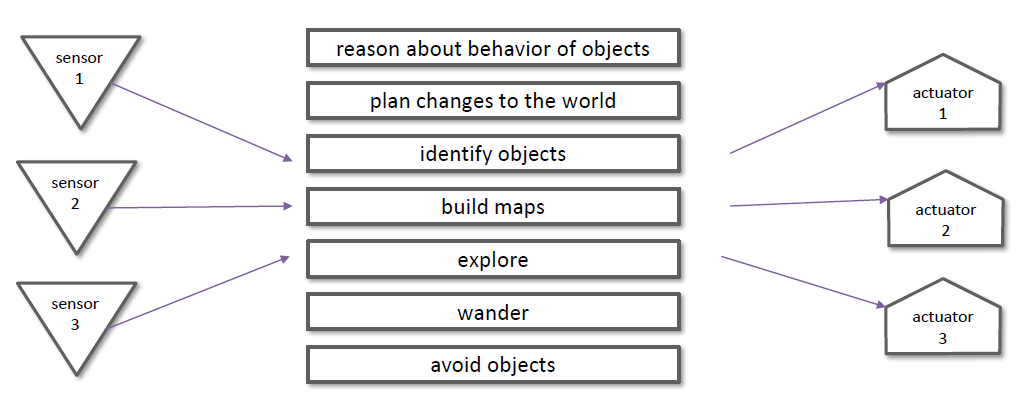 sensor
1
sensor
2
sensor
3
reason about behavior of objects
plan changes to the world
identify objects
build maps
explore
wander
avoid objects
actuator
1
actuator
2
actuator
3